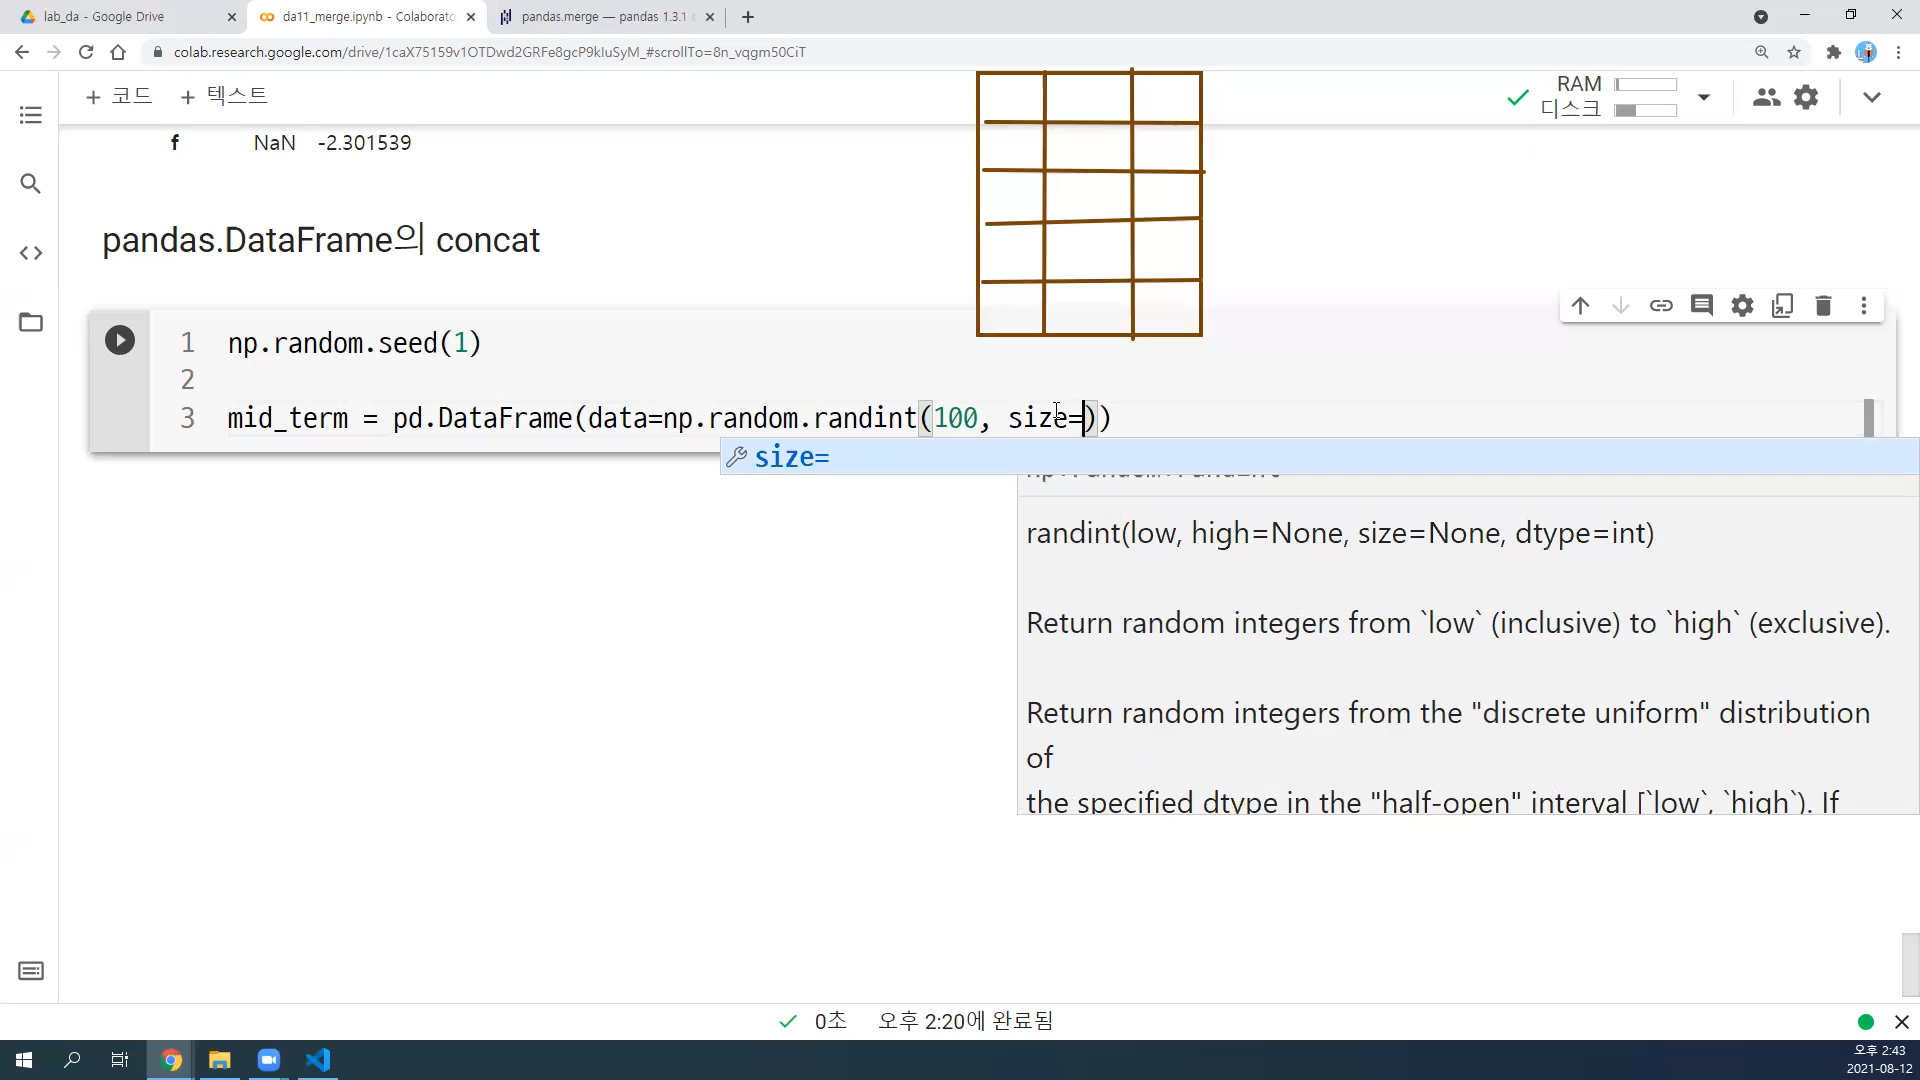 lab_da - Google Drive
da11_merge.ipynb - Colaborato
pandas.merge — pandas 1.3.1
colab.research.google.com/drive/1caX75159v1OTDwd2GRFe8gcP9kIuSyM_#scrollTo=8n_vqgm50CiT
+ 코드 + 텍스트
RAM
디스크
f NaN -2.301539
pandas.DataFrame의 concat
1 np.random.seed(1)
2
3 mid_term = pd.DataFrame(data=np.random.randint(100, size=))
size=
randint(low, high=None, size=None, dtype=int)
Return random integers from `low` (inclusive) to `high` (exclusive).
Return random integers from the "discrete uniform" distribution
of
the specified dtype in the "half-open" interval [`low`, `high`). If
0초 오후 2:20에 완료됨
오후 2:43
2021-08-12